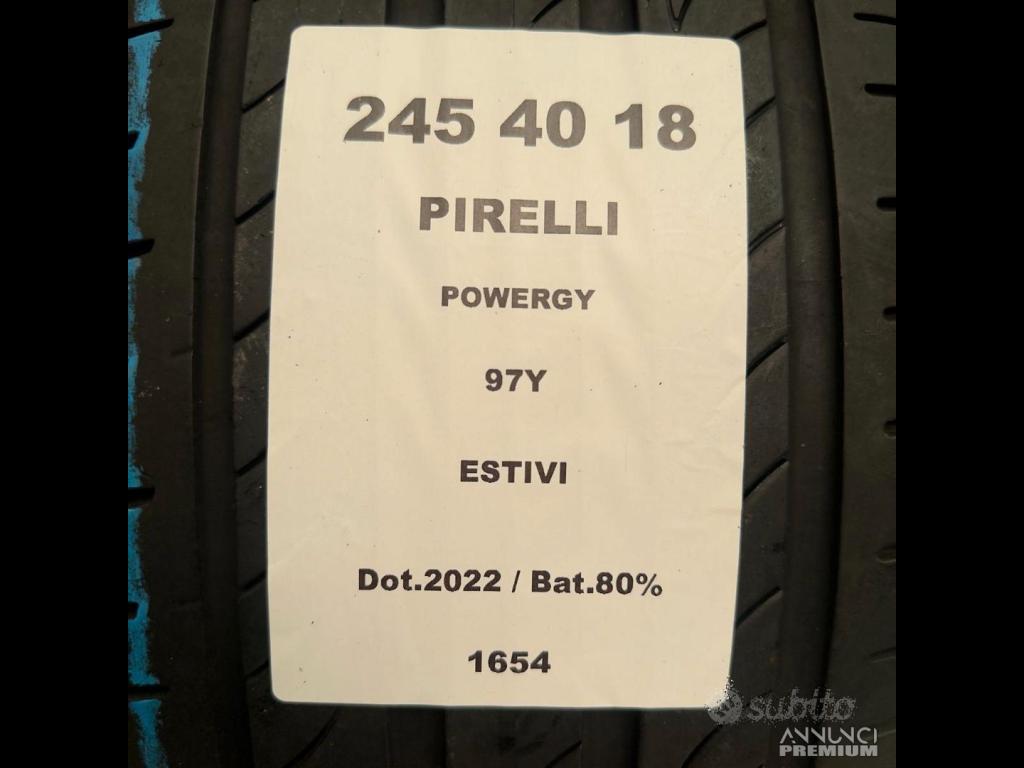 245 40 18
PIRELLI
POWERGY
97Y
ESTIVI
Dot.2022 / Bat.80%
1654
subito
ANNUNCI
PREMIUM